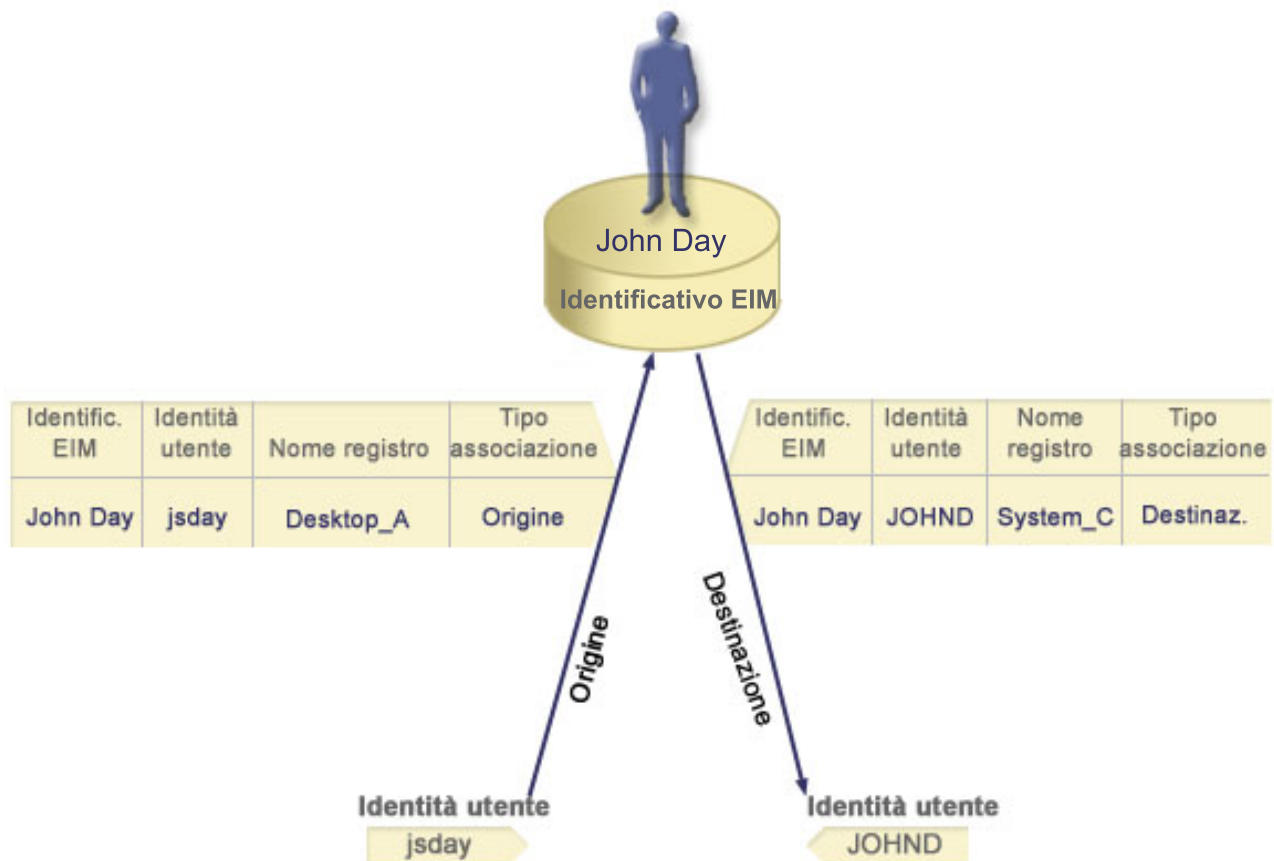 John Day
Identificativo EIM
Identific. EIM
Identità utente
Nome registro
Tipo associazione
John Day
jsday
Desktop_A
Origine
Identific. EIM
Identità utente
Nome registro
Tipo associazione
John Day
JOHND
System_C
Destinaz.
Origine
Destinazione
Identità utente
jsday
Identità utente
JOHND